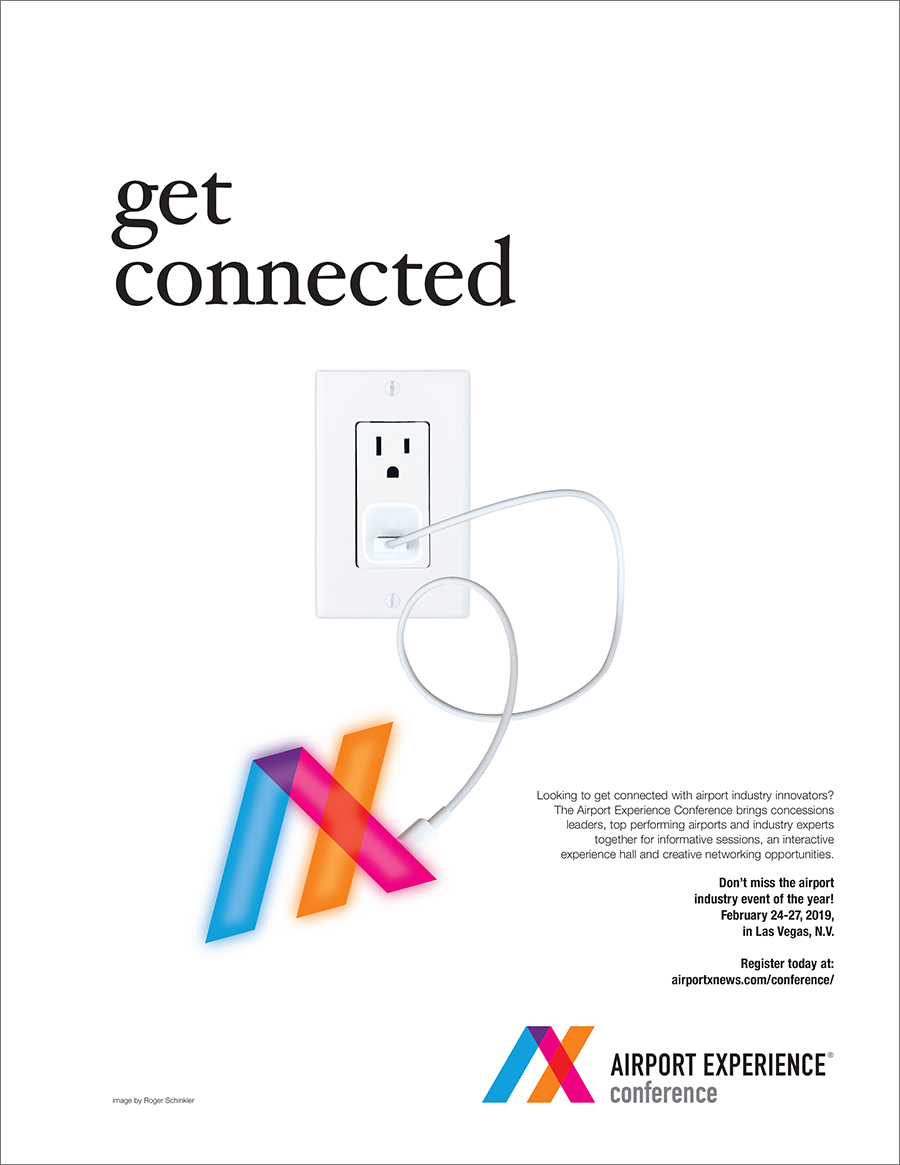 get
connected
Looking to get connected with airport industry innovators?
The Airport Experience Conference brings concessions
leaders, top performing airports and industry experts
together for informative sessions, an interactive
experience hall and creative networking opportunities.
Don't miss the airport
industry event of the year!
February 24-27, 2019,
in Las Vegas, N.V.
Register today at:
airportxnews.com/conference/
AX AIRPORT EXPERIENCE®
conference
image by Roger Schinkler